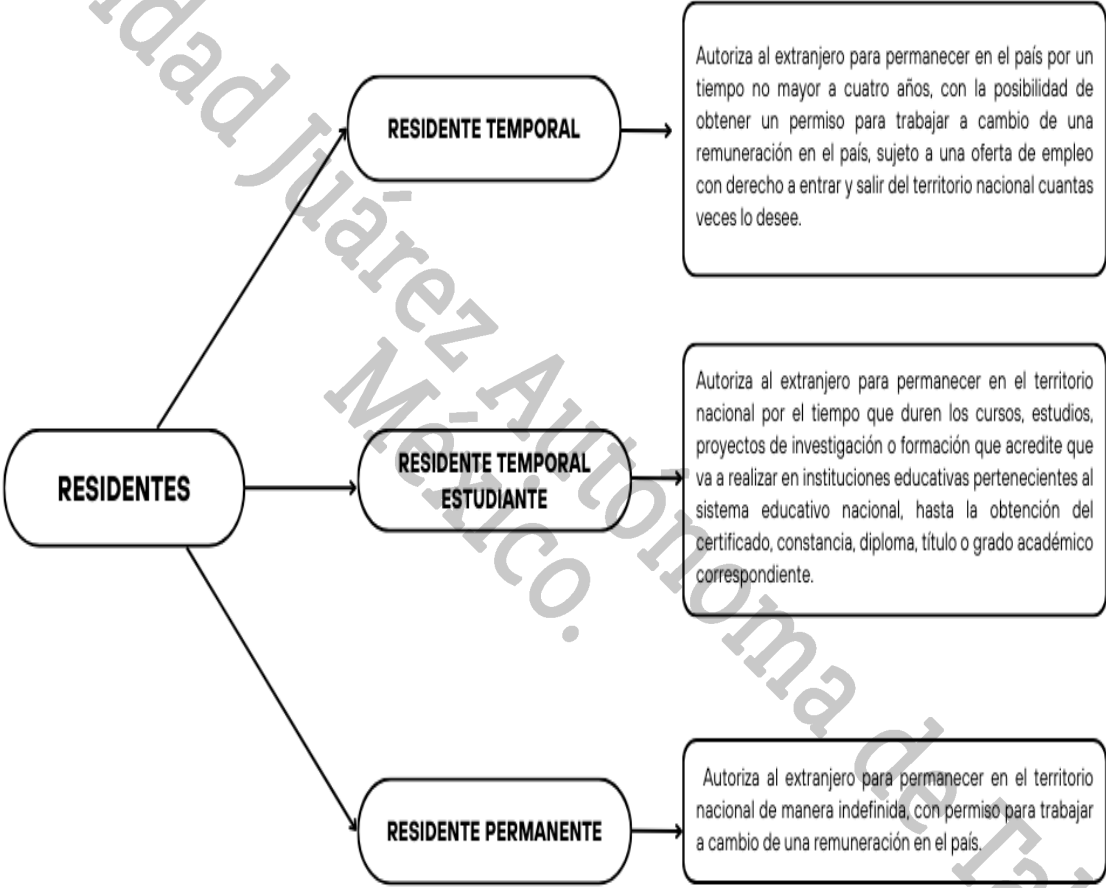 RESIDENTES
RESIDENTE TEMPORAL
Autoriza al extranjero para permanecer en el país por un
tiempo no mayor a cuatro años, con la posibilidad de
obtener un permiso para trabajar a cambio de una
remuneración en el país, sujeto a una oferta de empleo
con derecho a entrar y salir del territorio nacional cuantas
veces lo desee.
RESIDENTE TEMPORAL
ESTUDIANTE
Autoriza al extranjero para permanecer en el territorio
nacional por el tiempo que duren los cursos, estudios,
proyectos de investigación o formación que acredite que
va a realizar en instituciones educativas pertenecientes al
sistema educativo nacional, hasta la obtención del
certificado, constancia, diploma, título o grado académico
correspondiente.
RESIDENTE PERMANENTE
Autoriza al extranjero para permanecer en el territorio
nacional de manera indefinida, con permiso para trabajar
a cambio de una remuneración en el país.
Juárez Autónoma de
México.